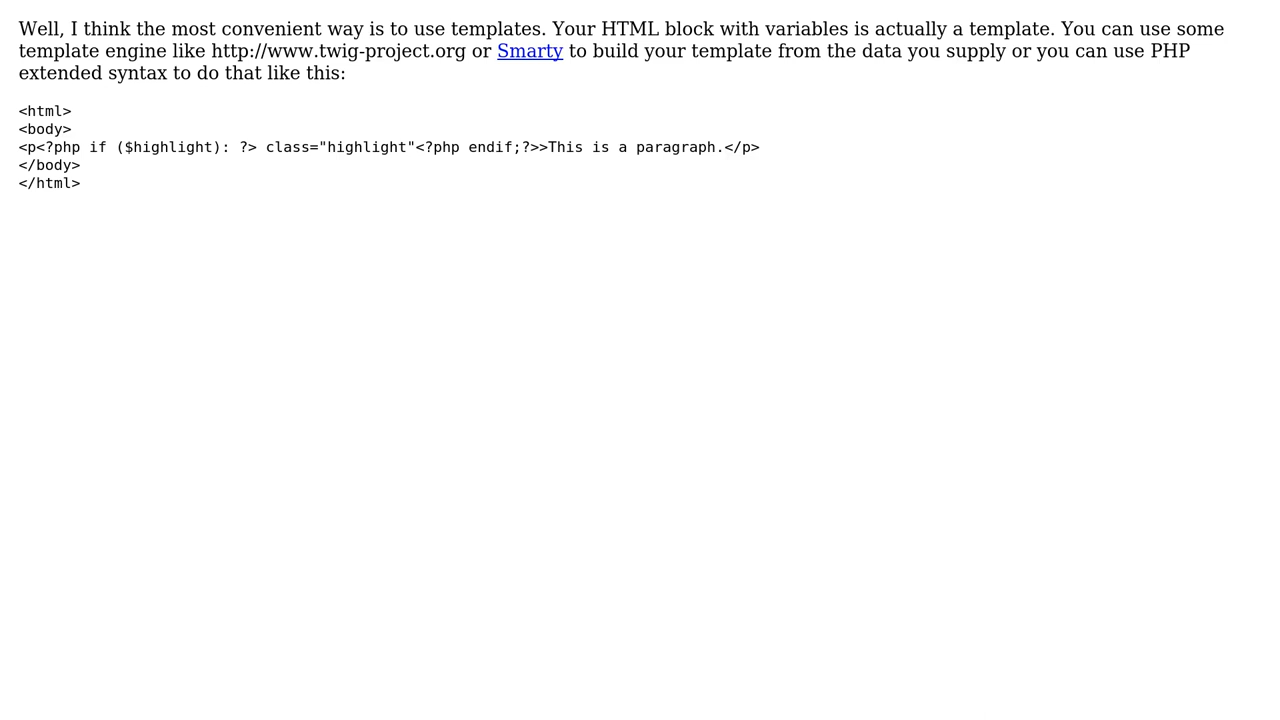 Well, I think the most convenient way is to use templates. Your HTML block with variables is actually a template. You can use some
template engine like http://www.twig-project.org or Smarty to build your template from the data you supply or you can use PHP
extended syntax to do that like this:
<html>
<body>
<p<?php if ($highlight): ?> class="highlight"<?php endif;?>>This is a paragraph.</p>
</body>
</html>